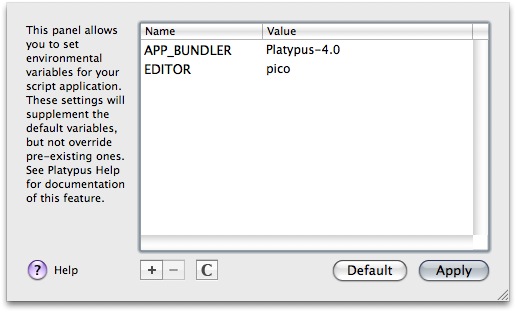 This panel allows
you to set
environmental
variables for your
script application.
These settings will
supplement the
default variables,
but not override
pre-existing ones.
See Platypus Help
for documentation
of this feature.
Name Value
APP_BUNDLER Platypus-4.0
EDITOR pico
? Help
+ − C
Default Apply